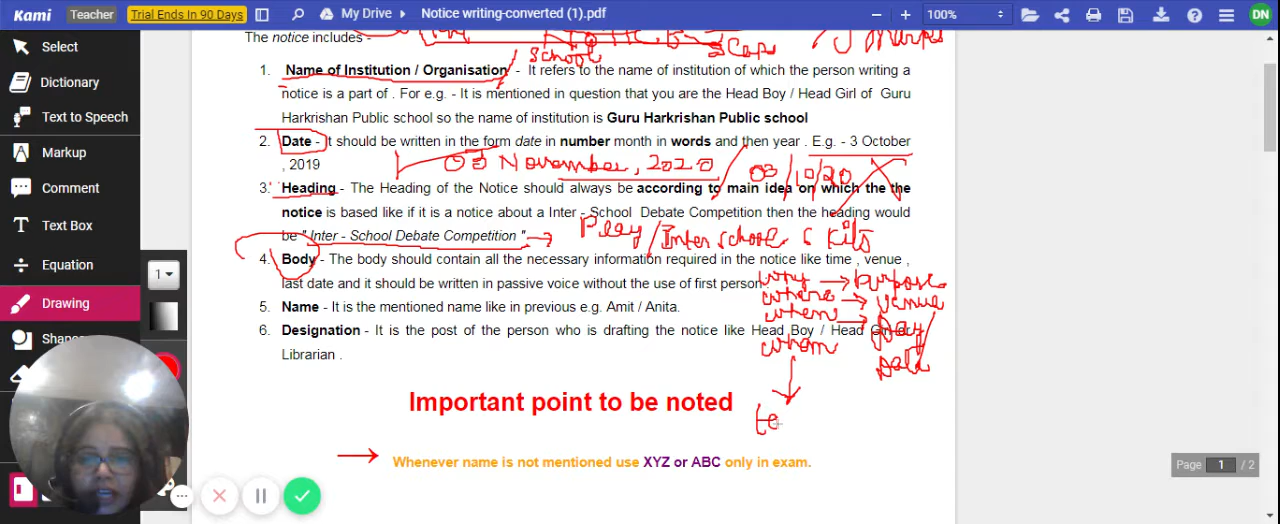 Kami Teacher Trial Ends In 90 Days My Drive Notice writing-converted (1).pdf 100% DN
Select
Dictionary
Text to Speech
Markup
Comment
Text Box
Equation
1
Drawing
Shapes
The notice includes -
School Caps Marks
1. Name of Institution / Organisation - It refers to the name of institution of which the person writing a
notice is a part of . For e.g. - It is mentioned in question that you are the Head Boy / Head Girl of Guru
Harkrishan Public school so the name of institution is Guru Harkrishan Public school
2. Date - It should be written in the form date in number month in words and then year . E.g. - 3 October
, 2019
03 November, 2020 03/10/20
3. Heading - The Heading of the Notice should always be according to main idea on which the the
notice is based like if it is a notice about a Inter - School Debate Competition then the heading would
be " Inter - School Debate Competition "
Play / Inter school
4. Body - The body should contain all the necessary information required in the notice like time , venue ,
last date and it should be written in passive voice without the use of first person
why → purpose
where → venue
when → Day
Date
whom
te
5 Name - It is the mentioned name like in previous e.g. Amit / Anita.
6. Designation - It is the post of the person who is drafting the notice like Head Boy / Head Girl or
Librarian .
Important point to be noted
Whenever name is not mentioned use XYZ or ABC only in exam.
Page 1 / 2